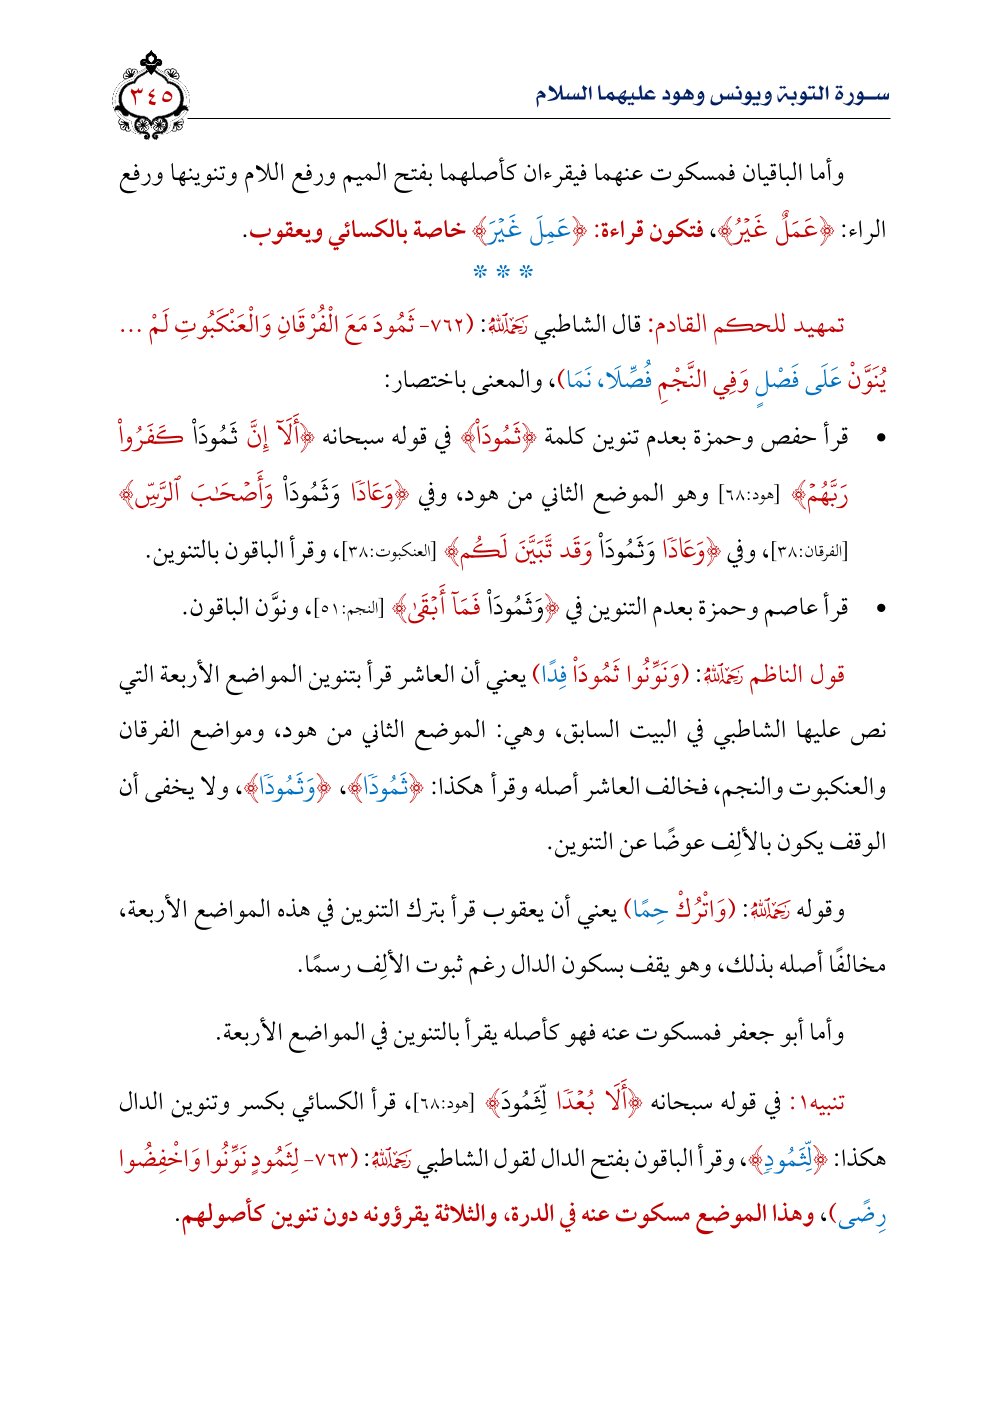 سـورة التوبة ويونس وهود عليهما السلام
٣٤٥
وأما الباقيان فمسكوت عنهما فيقرءان كأصلهما بفتح الميم ورفع اللام وتنوينها ورفع
الراء: ﴿عَمَلٌ غَيْرُ﴾، فتكون قراءة: ﴿عَمِلَ غَيْرَ﴾ خاصة بالكسائي ويعقوب.
* * *
تمهيد للحكم القادم: قال الشاطبي رَحِمَهُ ٱللَّهُ: (٧٦٢- ثَمُودَ مَعَ الْفُرْقَانِ وَالْعَنْكَبُوتِ لَمْ ...
يُنَوَّنْ عَلَى فَصْلٍ وَفِي النَّجْمِ فُصِّلَا، نَمَا)، والمعنى باختصار:
• قرأ حفص وحمزة بعدم تنوين كلمة ﴿ثَمُودَاْ﴾ في قوله سبحانه ﴿أَلَآ إِنَّ ثَمُودَاْ كَفَرُواْ
رَبَّهُمْ﴾ [هود:٦٨] وهو الموضع الثاني من هود، وفي ﴿وَعَادٗا وَثَمُودَاْ وَأَصْحَٰبَ ٱلرَّسِّ﴾
[الفرقان:٣٨]، وفي ﴿وَعَادٗا وَثَمُودَاْ وَقَد تَّبَيَّنَ لَكُم﴾ [العنكبوت:٣٨]، وقرأ الباقون بالتنوين.
• قرأ عاصم وحمزة بعدم التنوين في ﴿وَثَمُودَاْ فَمَآ أَبْقَىٰ﴾ [النجم:٥١]، ونوَّن الباقون.
قول الناظم رَحِمَهُ ٱللَّهُ: (وَنَوِّنُوا ثَمُودَاْ فِدًا) يعني أن العاشر قرأ بتنوين المواضع الأربعة التي
نص عليها الشاطبي في البيت السابق، وهي: الموضع الثاني من هود، ومواضع الفرقان
والعنكبوت والنجم، فخالف العاشر أصله وقرأ هكذا: ﴿ثَمُودٗا﴾، ﴿وَثَمُودٗا﴾، ولا يخفى أن
الوقف يكون بالألِف عوضًا عن التنوين.
وقوله رَحِمَهُ ٱللَّهُ: (وَاتْرُكْ حِمًا) يعني أن يعقوب قرأ بترك التنوين في هذه المواضع الأربعة،
مخالفًا أصله بذلك، وهو يقف بسكون الدال رغم ثبوت الألِف رسمًا.
وأما أبو جعفر فمسكوت عنه فهو كأصله يقرأ بالتنوين في المواضع الأربعة.
تنبيه١: في قوله سبحانه ﴿أَلَا بُعْدٗا لِّثَمُودَ﴾ [هود:٦٨]، قرأ الكسائي بكسر وتنوين الدال
هكذا: ﴿لِّثَمُودٖ﴾، وقرأ الباقون بفتح الدال لقول الشاطبي رَحِمَهُ ٱللَّهُ: (٧٦٣- لِثَمُودٍ نَوِّنُوا وَاخْفِضُوا
رِضًى)، وهذا الموضع مسكوت عنه في الدرة، والثلاثة يقرؤونه دون تنوين كأصولهم.